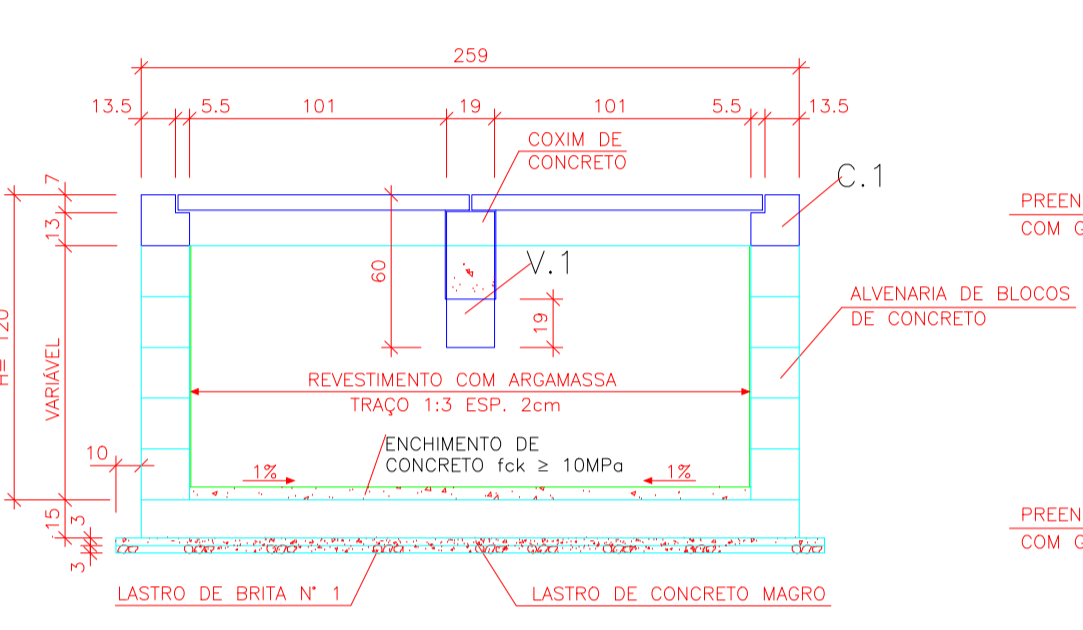 259
13.5
5.5
101
19
101
5.5
13.5
COXIM DE
CONCRETO
C.1
7
13
PREEN
COM G
60
V.1
19
ALVENARIA DE BLOCOS
DE CONCRETO
H= 120
VARIÁVEL
REVESTIMENTO COM ARGAMASSA
TRAÇO 1:3 ESP. 2cm
10
ENCHIMENTO DE
CONCRETO fck ≥ 10MPa
1%
1%
15
3
3
PREEN
COM G
LASTRO DE BRITA N° 1
LASTRO DE CONCRETO MAGRO